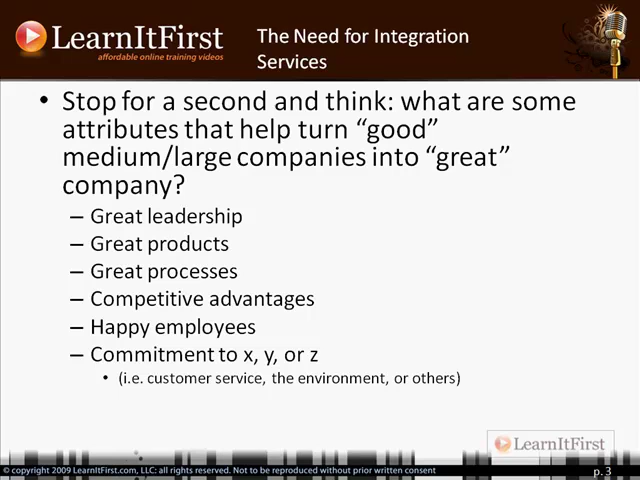 LearnItFirst
affordable online training videos
The Need for Integration
Services
• Stop for a second and think: what are some
attributes that help turn “good”
medium/large companies into “great”
company?
– Great leadership
– Great products
– Great processes
– Competitive advantages
– Happy employees
– Commitment to x, y, or z
• (i.e. customer service, the environment, or others)
LearnItFirst
© copyright 2009 LearnItFirst.com, LLC: all rights reserved. Not to be reproduced without prior written consent
p. 3